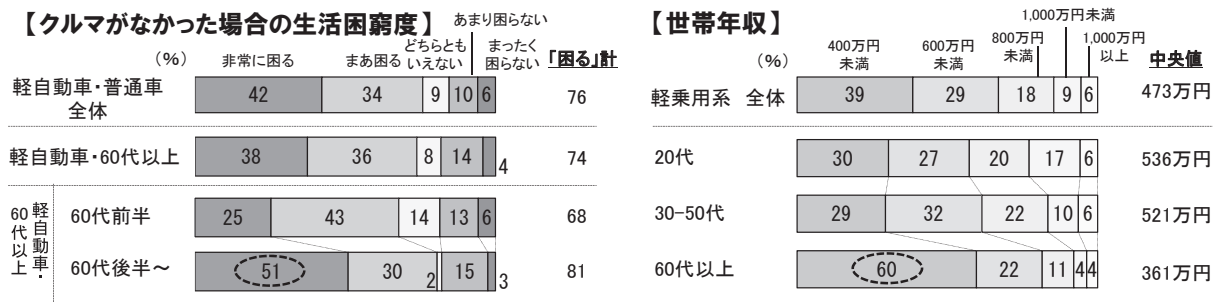 【クルマがなかった場合の生活困窮度】
(%)
非常に困る
まあ困る
どちらとも
いえない
あまり困らない
まったく
困らない
「困る」計
軽自動車・普通車
全体
42 34 9 10 6
76
軽自動車・60代以上
38 36 8 14 4
74
軽自動車・
60代以上
60代前半
25 43 14 13 6
68
60代後半～
51 30 2 15 3
81
【世帯年収】
(%)
400万円
未満
600万円
未満
800万円
未満
1,000万円未満
1,000万円
以上
中央値
軽乗用系 全体
39 29 18 9 6
473万円
20代
30 27 20 17 6
536万円
30-50代
29 32 22 10 6
521万円
60代以上
60 22 11 4 4
361万円